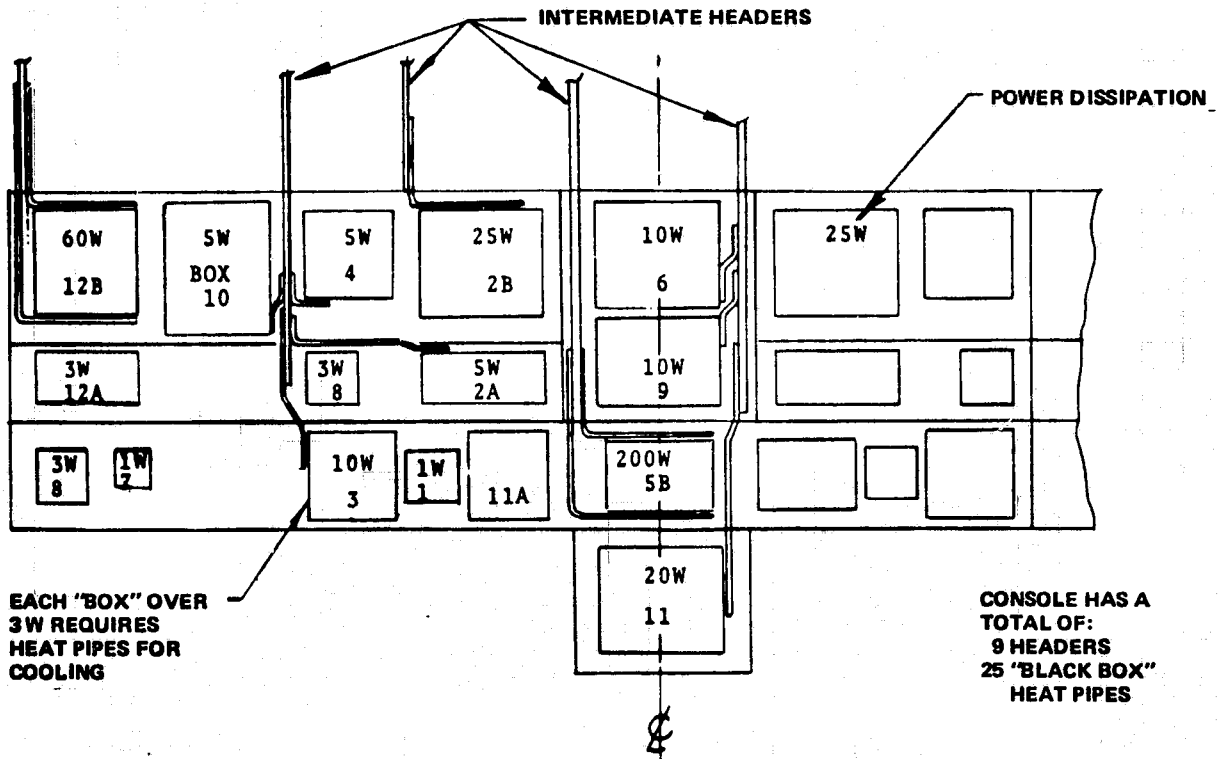 INTERMEDIATE HEADERS
POWER DISSIPATION
60W
12B
5W
BOX
10
5W
4
25W
2B
10W
6
25W
3W
12A
3W
8
5W
2A
10W
9
3W
8
1W
7
10W
3
1W
1
11A
200W
5B
20W
11
EACH "BOX" OVER
3W REQUIRES
HEAT PIPES FOR
COOLING
CONSOLE HAS A
TOTAL OF:
9 HEADERS
25 "BLACK BOX"
HEAT PIPES